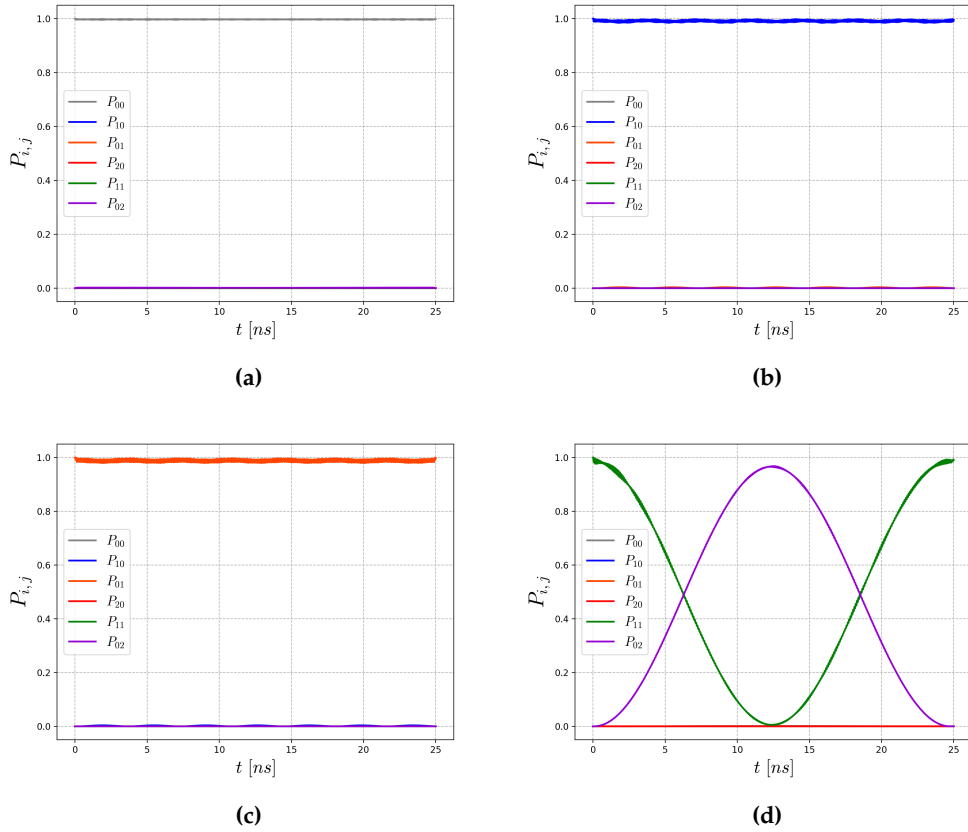 1.0
0.8
0.6
0.4
0.2
0.0
P_{i,j}
P_{00}
P_{10}
P_{01}
P_{20}
P_{11}
P_{02}
0 5 10 15 20 25
t [ns]
(a)
1.0
0.8
0.6
0.4
0.2
0.0
P_{i,j}
P_{00}
P_{10}
P_{01}
P_{20}
P_{11}
P_{02}
0 5 10 15 20 25
t [ns]
(b)
1.0
0.8
0.6
0.4
0.2
0.0
P_{i,j}
P_{00}
P_{10}
P_{01}
P_{20}
P_{11}
P_{02}
0 5 10 15 20 25
t [ns]
(c)
1.0
0.8
0.6
0.4
0.2
0.0
P_{i,j}
P_{00}
P_{10}
P_{01}
P_{20}
P_{11}
P_{02}
0 5 10 15 20 25
t [ns]
(d)